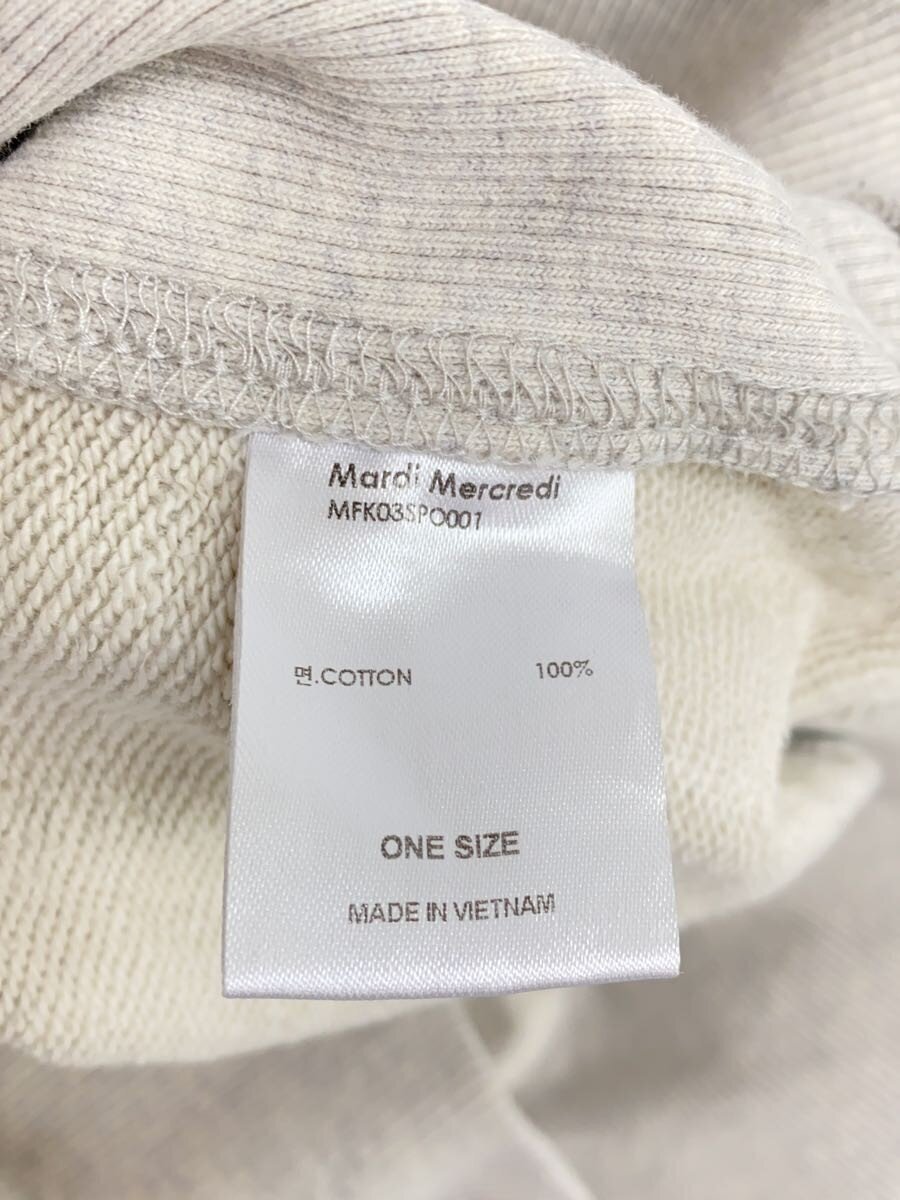 Mardi Mercredi
MFK03SPO001
면.COTTON 100%
ONE SIZE
MADE IN VIETNAM